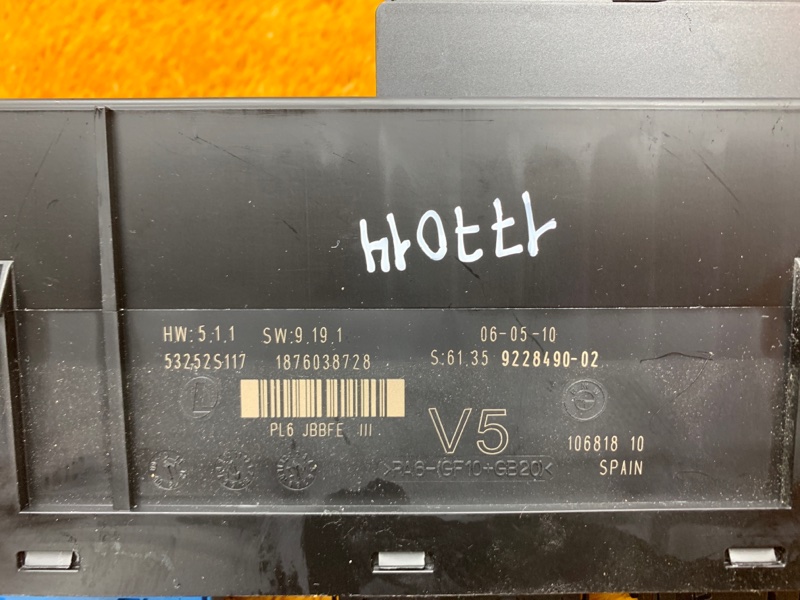 177014
HW:5.1.1 SW:9.19.1 06-05-10
53252S117 1876038728 S:61.35 9228490-02
PL6 JBBFE III
V5
106818 10
>PA6-(GF10+GB20)<
SPAIN